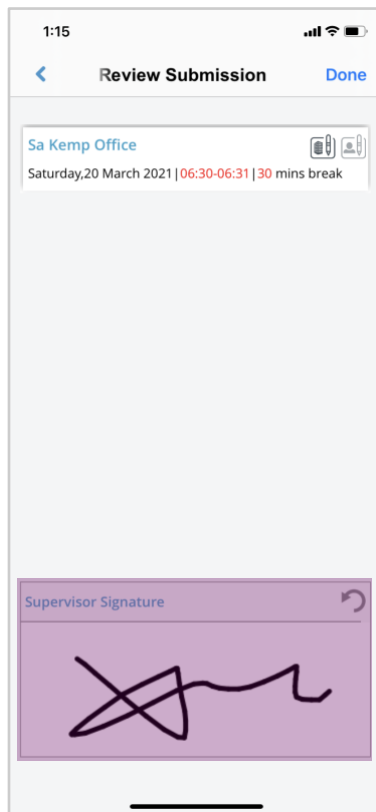 1:15
Review Submission Done
Sa Kemp Office
Saturday,20 March 2021|06:30-06:31|30 mins break
Supervisor Signature